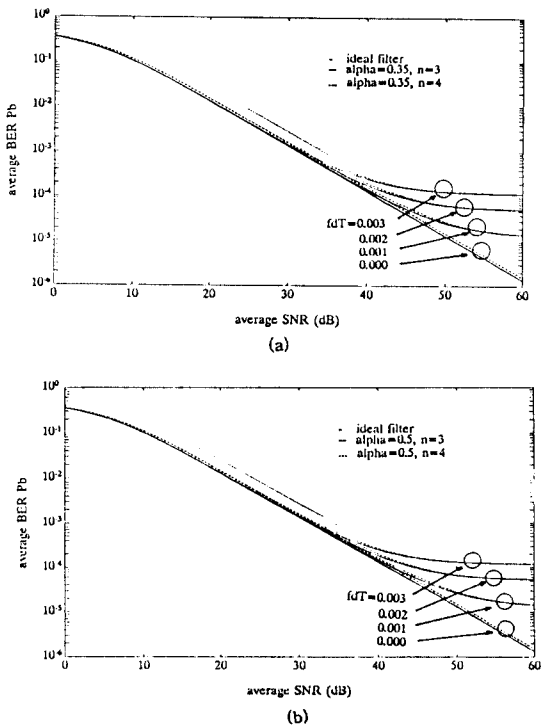 10⁰
10⁻¹
10⁻²
10⁻³
10⁻⁴
10⁻⁵
10⁻⁶
average BER Pb
- ideal filter
- alpha=0.35, n=3
-- alpha=0.35, n=4
fdT=0.003
0.002
0.001
0.000
0 10 20 30 40 50 60
average SNR (dB)
(a)
10⁰
10⁻¹
10⁻²
10⁻³
10⁻⁴
10⁻⁵
10⁻⁶
average BER Pb
- ideal filter
- alpha=0.5, n=3
... alpha=0.5, n=4
fdT=0.003
0.002
0.001
0.000
0 10 20 30 40 50 60
average SNR (dB)
(b)